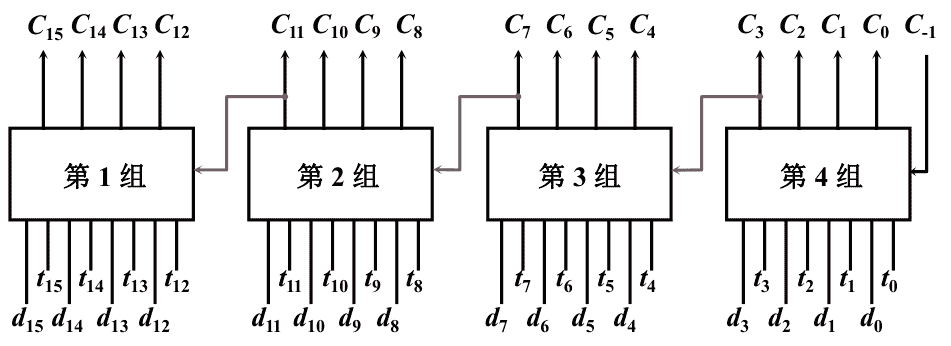 C15 C14 C13 C12 C11 C10 C9 C8 C7 C6 C5 C4 C3 C2 C1 C0 C-1
第 1 组 第 2 组 第 3 组 第 4 组
t15 t14 t13 t12 t11 t10 t9 t8 t7 t6 t5 t4 t3 t2 t1 t0
d15 d14 d13 d12 d11 d10 d9 d8 d7 d6 d5 d4 d3 d2 d1 d0